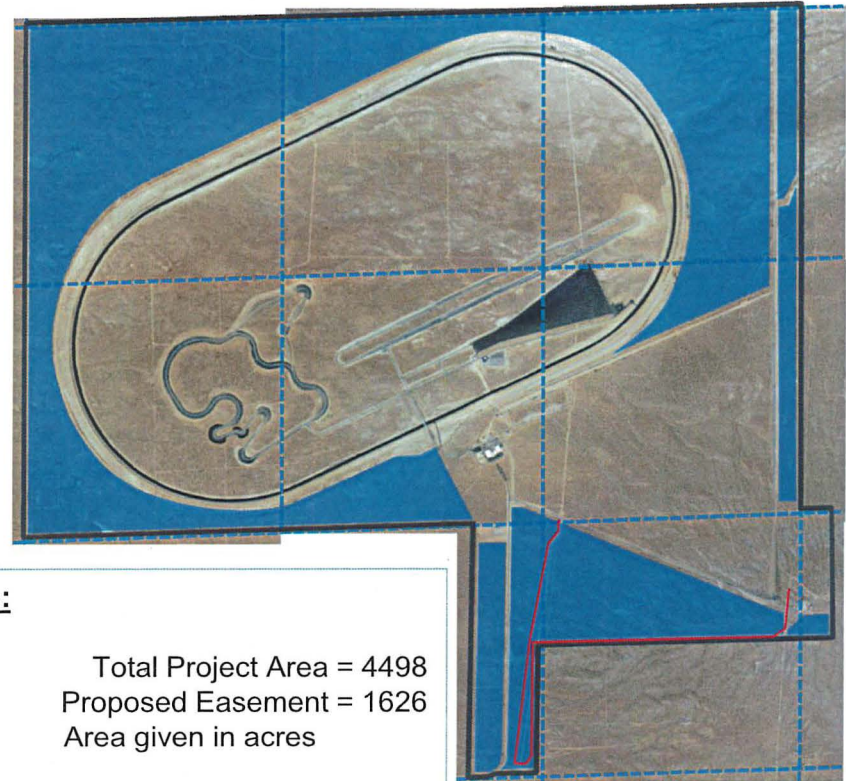 :
Total Project Area = 4498
Proposed Easement = 1626
Area given in acres